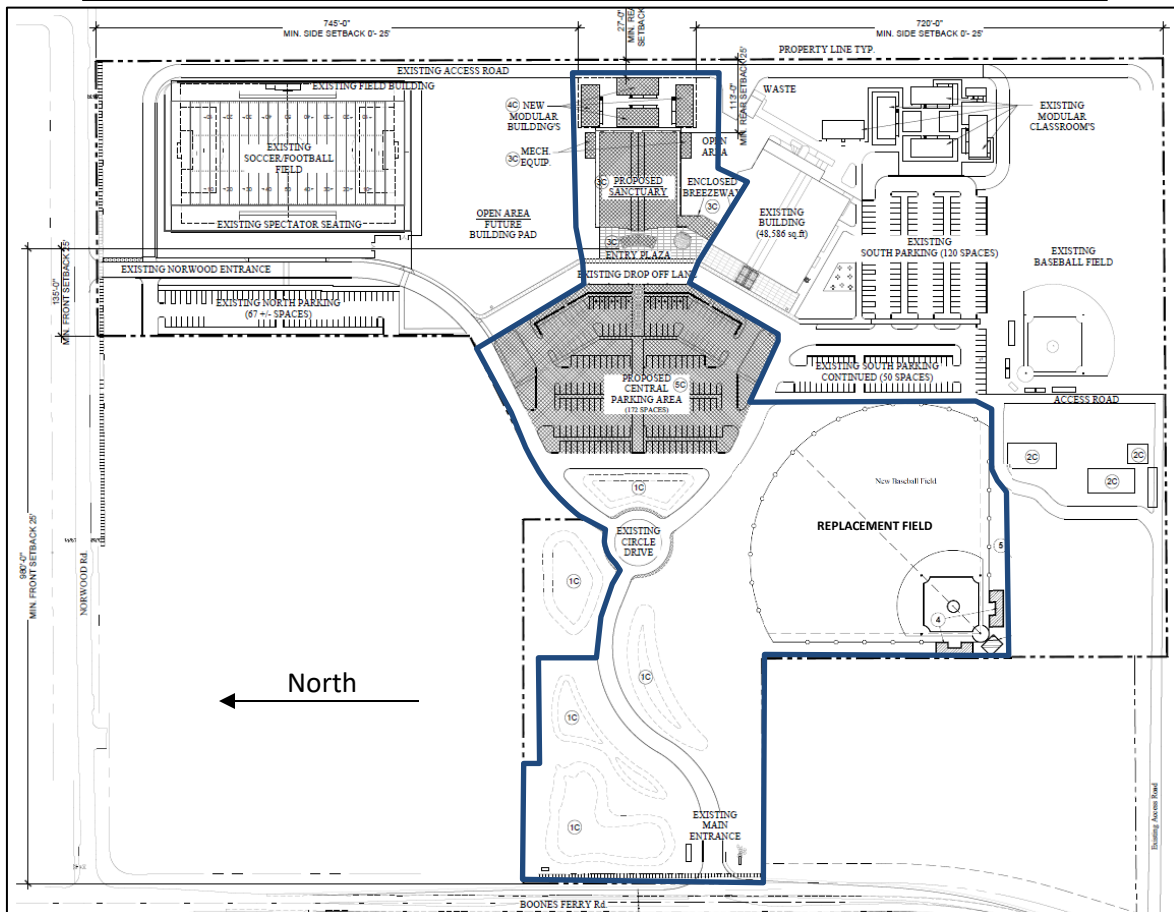 745'-0"
MIN. SIDE SETBACK 0'- 25'
27'-0"
MIN. REAR
SETBACK
720'-0"
MIN. SIDE SETBACK 0'- 25'
PROPERTY LINE TYP.
EXISTING ACCESS ROAD
EXISTING FIELD BUILDING
4C NEW
MODULAR
BUILDING'S
113'-0"
MIN. REAR SETBACK 25'
WASTE
EXISTING
MODULAR
CLASSROOM'S
EXISTING
SOCCER/FOOTBALL
FIELD
MECH.
3C EQUIP.
OPEN
AREA
3C PROPOSED
SANCTUARY
ENCLOSED
BREEZEWAY
3C
EXISTING SPECTATOR SEATING
OPEN AREA
FUTURE
BUILDING PAD
EXISTING
BUILDING
(48,586 sq.ft)
3C
ENTRY PLAZA
EXISTING
SOUTH PARKING (120 SPACES)
EXISTING
BASEBALL FIELD
EXISTING NORWOOD ENTRANCE
EXISTING DROP OFF LANE
135'-0"
MIN. FRONT SETBACK 25'
EXISTING NORTH PARKING
(67 +/- SPACES)
EXISTING SOUTH PARKING
CONTINUED (50 SPACES)
PROPOSED 5C
CENTRAL
PARKING AREA
(172 SPACES)
ACCESS ROAD
2C
2C
2C
1C
New Baseball Field
REPLACEMENT FIELD
EXISTING
CIRCLE
DRIVE
5
980'-0"
MIN. FRONT SETBACK 25'
NORWOOD Rd.
1C
4
1C
North
1C
1C
EXISTING
MAIN
ENTRANCE
Existing Access Road
BOONES FERRY Rd.